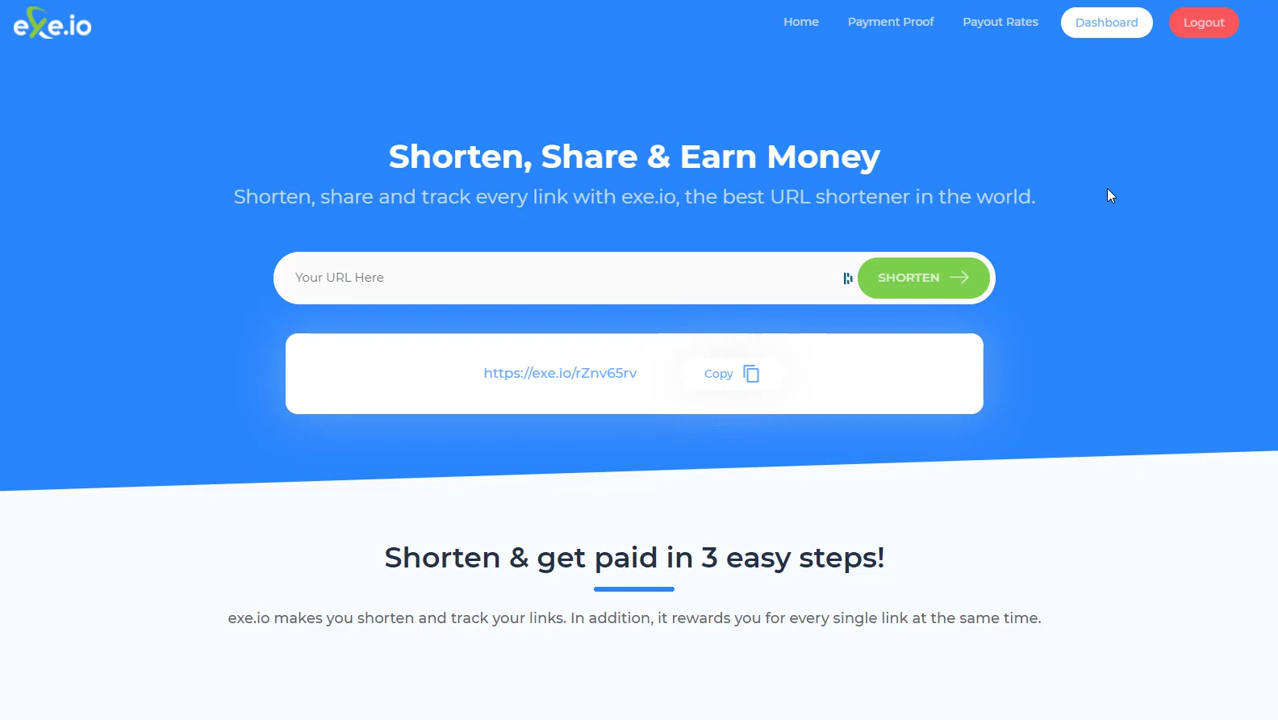 exe.io
Home Payment Proof Payout Rates Dashboard Logout
Shorten, Share & Earn Money
Shorten, share and track every link with exe.io, the best URL shortener in the world.
Your URL Here
SHORTEN
https://exe.io/rZnv65rv
Copy
Shorten & get paid in 3 easy steps!
exe.io makes you shorten and track your links. In addition, it rewards you for every single link at the same time.